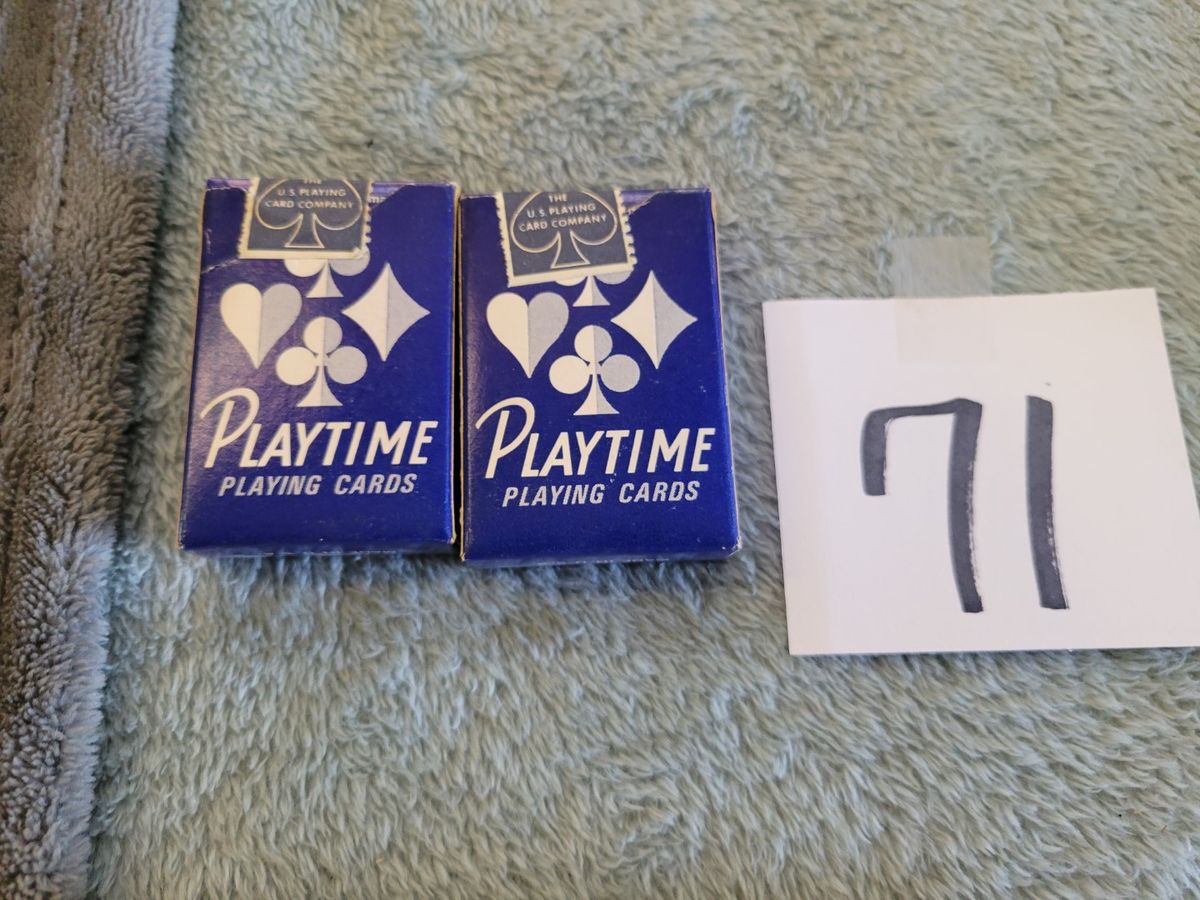 THE
U.S. PLAYING
CARD COMPANY
PLAYTIME
PLAYING CARDS
THE
U.S. PLAYING
CARD COMPANY
PLAYTIME
PLAYING CARDS
71